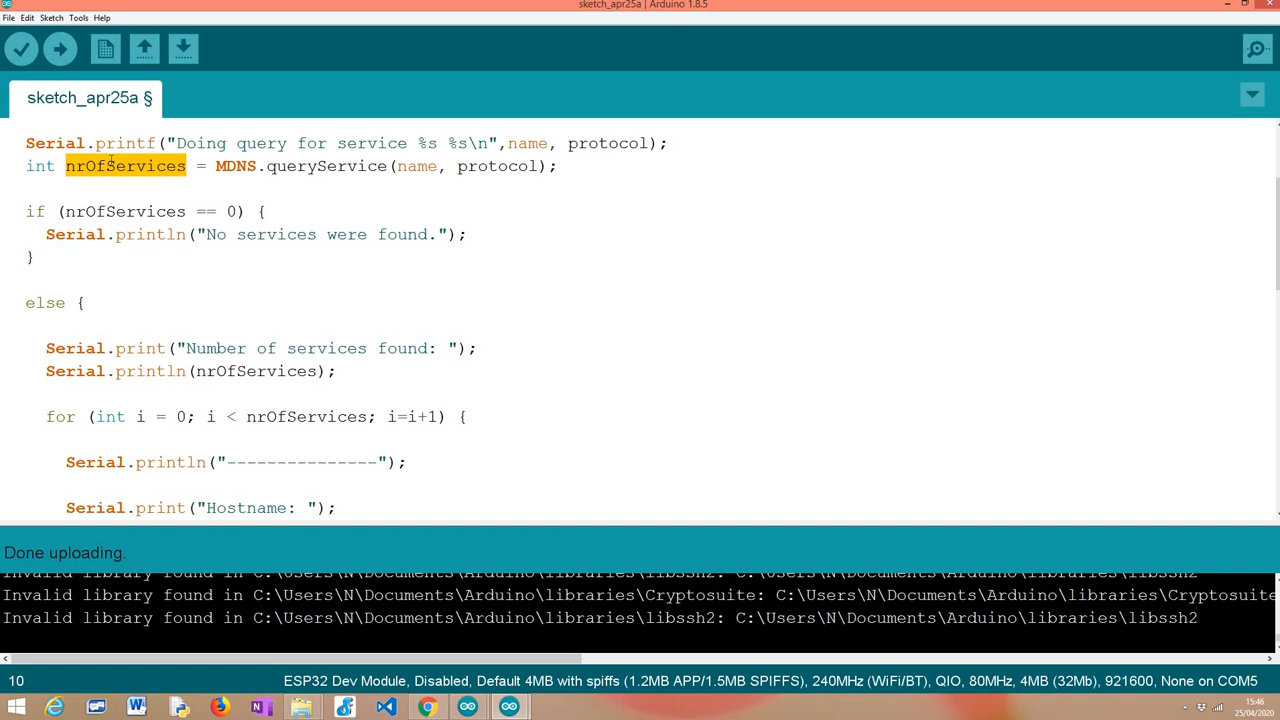 sketch_apr25a | Arduino 1.8.5
File Edit Sketch Tools Help
sketch_apr25a §
Serial.printf("Doing query for service %s %s\n",name, protocol);
int nrOfServices = MDNS.queryService(name, protocol);
if (nrOfServices == 0) {
Serial.println("No services were found.");
}
else {
Serial.print("Number of services found: ");
Serial.println(nrOfServices);
for (int i = 0; i < nrOfServices; i=i+1) {
Serial.println("---------------");
Serial.print("Hostname: ");
Done uploading.
Invalid library found in C:\Users\N\Documents\Arduino\libraries\libssh2: C:\Users\N\Documents\Arduino\libraries\libssh2
Invalid library found in C:\Users\N\Documents\Arduino\libraries\Cryptosuite: C:\Users\N\Documents\Arduino\libraries\Cryptosuite
Invalid library found in C:\Users\N\Documents\Arduino\libraries\libssh2: C:\Users\N\Documents\Arduino\libraries\libssh2
10 ESP32 Dev Module, Disabled, Default 4MB with spiffs (1.2MB APP/1.5MB SPIFFS), 240MHz (WiFi/BT), QIO, 80MHz, 4MB (32Mb), 921600, None on COM5
15:46
25/04/2020